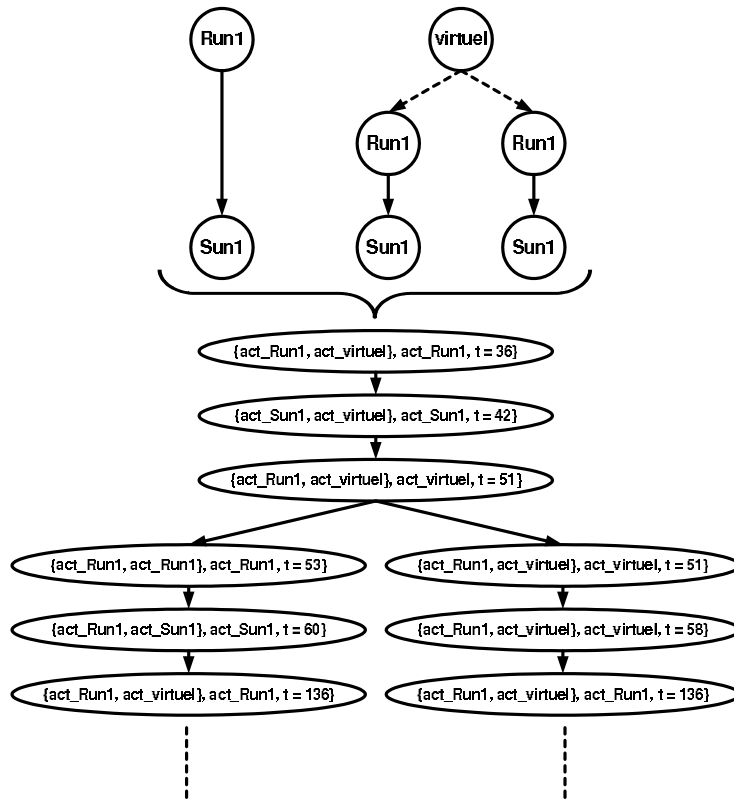 Run1
virtuel
Run1
Run1
Sun1
Sun1
Sun1
{act_Run1, act_virtuel}, act_Run1, t = 36}
{act_Sun1, act_virtuel}, act_Sun1, t = 42}
{act_Run1, act_virtuel}, act_virtuel, t = 51}
{act_Run1, act_Run1}, act_Run1, t = 53}
{act_Run1, act_virtuel}, act_virtuel, t = 51}
{act_Run1, act_Sun1}, act_Sun1, t = 60}
{act_Run1, act_virtuel}, act_virtuel, t = 58}
{act_Run1, act_virtuel}, act_Run1, t = 136}
{act_Run1, act_virtuel}, act_Run1, t = 136}